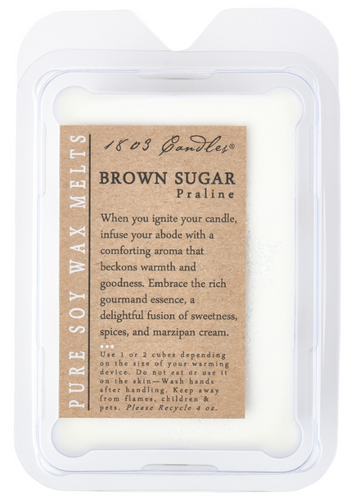 PURE SOY WAX MELTS
1803 Candles®
BROWN SUGAR
Praline
When you ignite your candle,
infuse your abode with a
comforting aroma that
beckons warmth and
goodness. Embrace the rich
gourmand essence, a
delightful fusion of sweetness,
spices, and marzipan cream.
•••
Use 1 or 2 cubes depending
on the size of your warming
device. Do not eat or use it
on the skin—Wash hands
after handling. Keep away
from flames, children &
pets. Please Recycle 4 oz.